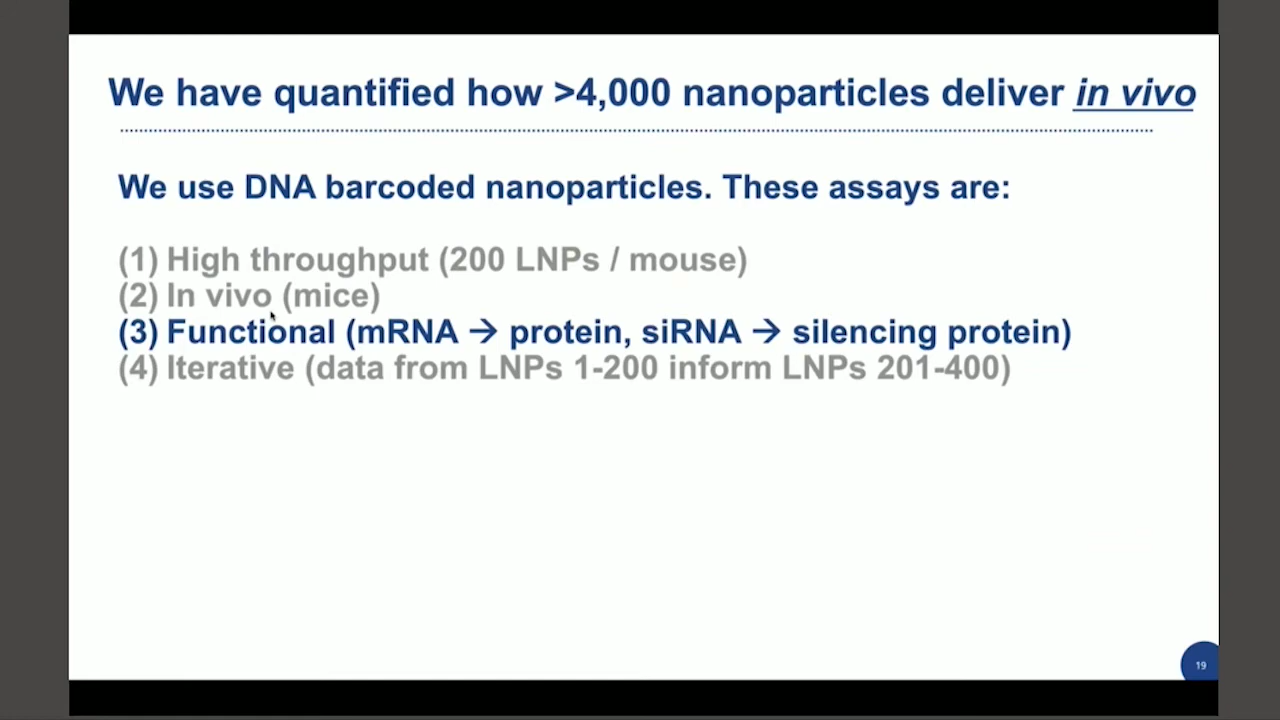 We have quantified how >4,000 nanoparticles deliver in vivo
We use DNA barcoded nanoparticles. These assays are:
(1) High throughput (200 LNPs / mouse)
(2) In vivo (mice)
(3) Functional (mRNA → protein, siRNA → silencing protein)
(4) Iterative (data from LNPs 1-200 inform LNPs 201-400)
19